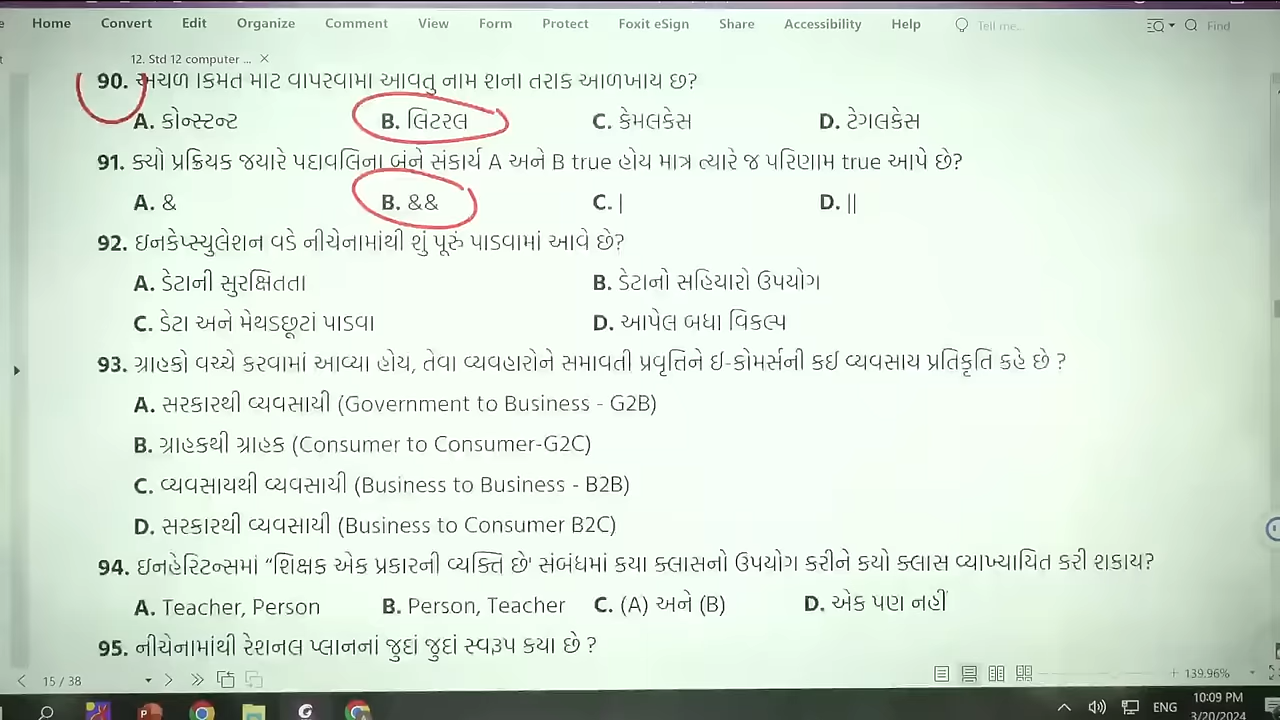 Home Convert Edit Organize Comment View Form Protect Foxit eSign Share Accessibility Help Tell me... Find
12. Std 12 computer ... ×
90. અચળ કિંમત માટે વાપરવામાં આવતું નામ શેના તરીકે ઓળખાય છે?
A. કોન્સ્ટન્ટ B. લિટરલ C. કેમલકેસ D. ટેગલકેસ
91. ક્યો પ્રક્રિયક જયારે પદાવલિના બંને સંકાર્ય A અને B true હોય માત્ર ત્યારે જ પરિણામ true આપે છે?
A. & B. && C. | D. ||
92. ઇનકેપ્સ્યુલેશન વડે નીચેનામાંથી શું પૂરું પાડવામાં આવે છે?
A. ડેટાની સુરક્ષિતતા B. ડેટાનો સહિયારો ઉપયોગ
C. ડેટા અને મેથડછૂટાં પાડવા D. આપેલ બધા વિકલ્પ
93. ગ્રાહકો વચ્ચે કરવામાં આવ્યા હોય, તેવા વ્યવહારોને સમાવતી પ્રવૃત્તિને ઈ-કોમર્સની કઈ વ્યવસાય પ્રતિકૃતિ કહે છે ?
A. સરકારથી વ્યવસાયી (Government to Business - G2B)
B. ગ્રાહકથી ગ્રાહક (Consumer to Consumer-G2C)
C. વ્યવસાયથી વ્યવસાયી (Business to Business - B2B)
D. સરકારથી વ્યવસાયી (Business to Consumer B2C)
94. ઇનહેરિટન્સમાં “શિક્ષક એક પ્રકારની વ્યક્તિ છે' સંબંધમાં કયા ક્લાસનો ઉપયોગ કરીને કયો ક્લાસ વ્યાખ્યાયિત કરી શકાય?
A. Teacher, Person B. Person, Teacher C. (A) અને (B) D. એક પણ નહીં
95. નીચેનામાંથી રેશનલ પ્લાનનાં જુદાં જુદાં સ્વરૂપ કયા છે ?
15 / 38 139.96%
ENG 10:09 PM
3/20/2024